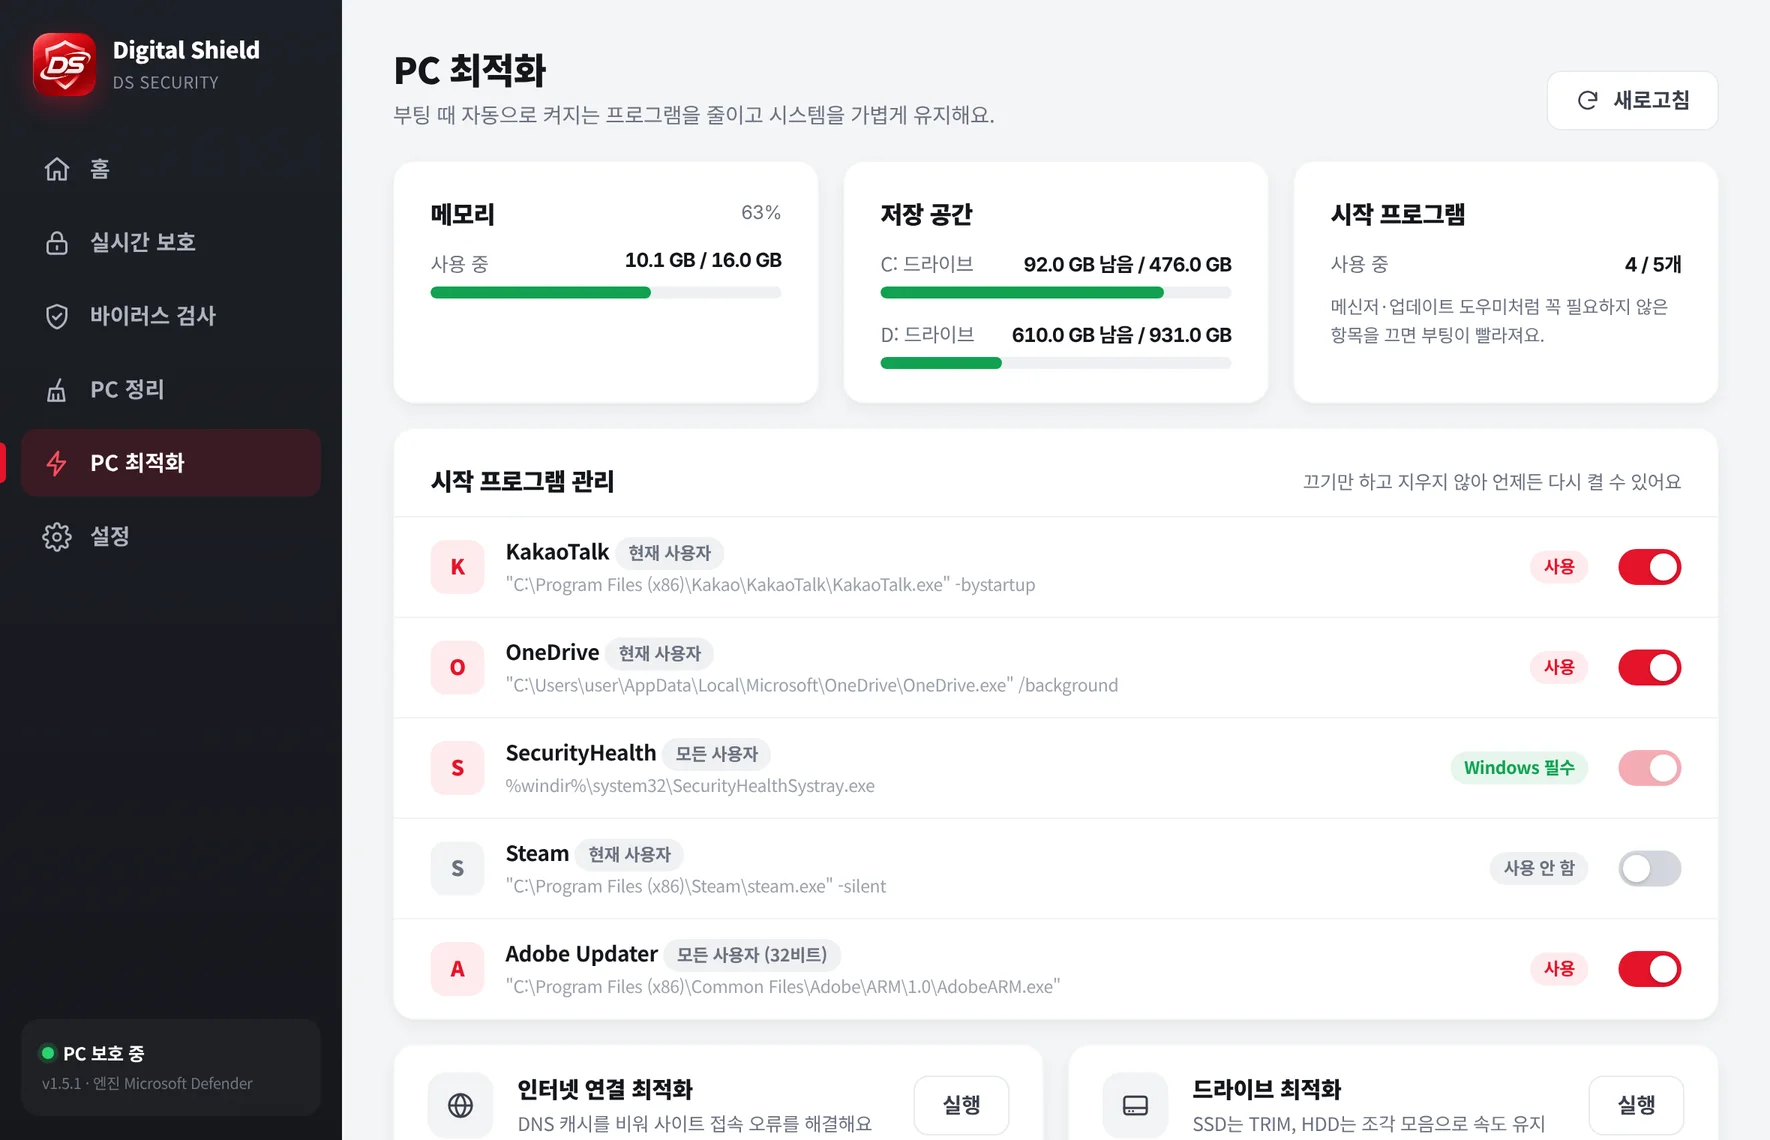 DS
Digital Shield
DS SECURITY
홈
실시간 보호
바이러스 검사
PC 정리
PC 최적화
설정
PC 보호 중
v1.5.1 · 엔진 Microsoft Defender
PC 최적화
부팅 때 자동으로 켜지는 프로그램을 줄이고 시스템을 가볍게 유지해요.
새로고침
메모리 63%
사용 중 10.1 GB / 16.0 GB
저장 공간
C: 드라이브 92.0 GB 남음 / 476.0 GB
D: 드라이브 610.0 GB 남음 / 931.0 GB
시작 프로그램
사용 중 4 / 5개
메신저·업데이트 도우미처럼 꼭 필요하지 않은
항목을 끄면 부팅이 빨라져요.
시작 프로그램 관리 끄기만 하고 지우지 않아 언제든 다시 켤 수 있어요
K KakaoTalk 현재 사용자 사용
"C:\Program Files (x86)\Kakao\KakaoTalk\KakaoTalk.exe" -bystartup
O OneDrive 현재 사용자 사용
"C:\Users\user\AppData\Local\Microsoft\OneDrive\OneDrive.exe" /background
S SecurityHealth 모든 사용자 Windows 필수
%windir%\system32\SecurityHealthSystray.exe
S Steam 현재 사용자 사용 안 함
"C:\Program Files (x86)\Steam\steam.exe" -silent
A Adobe Updater 모든 사용자 (32비트) 사용
"C:\Program Files (x86)\Common Files\Adobe\ARM\1.0\AdobeARM.exe"
인터넷 연결 최적화 실행
DNS 캐시를 비워 사이트 접속 오류를 해결해요
드라이브 최적화 실행
SSD는 TRIM, HDD는 조각 모음으로 속도 유지